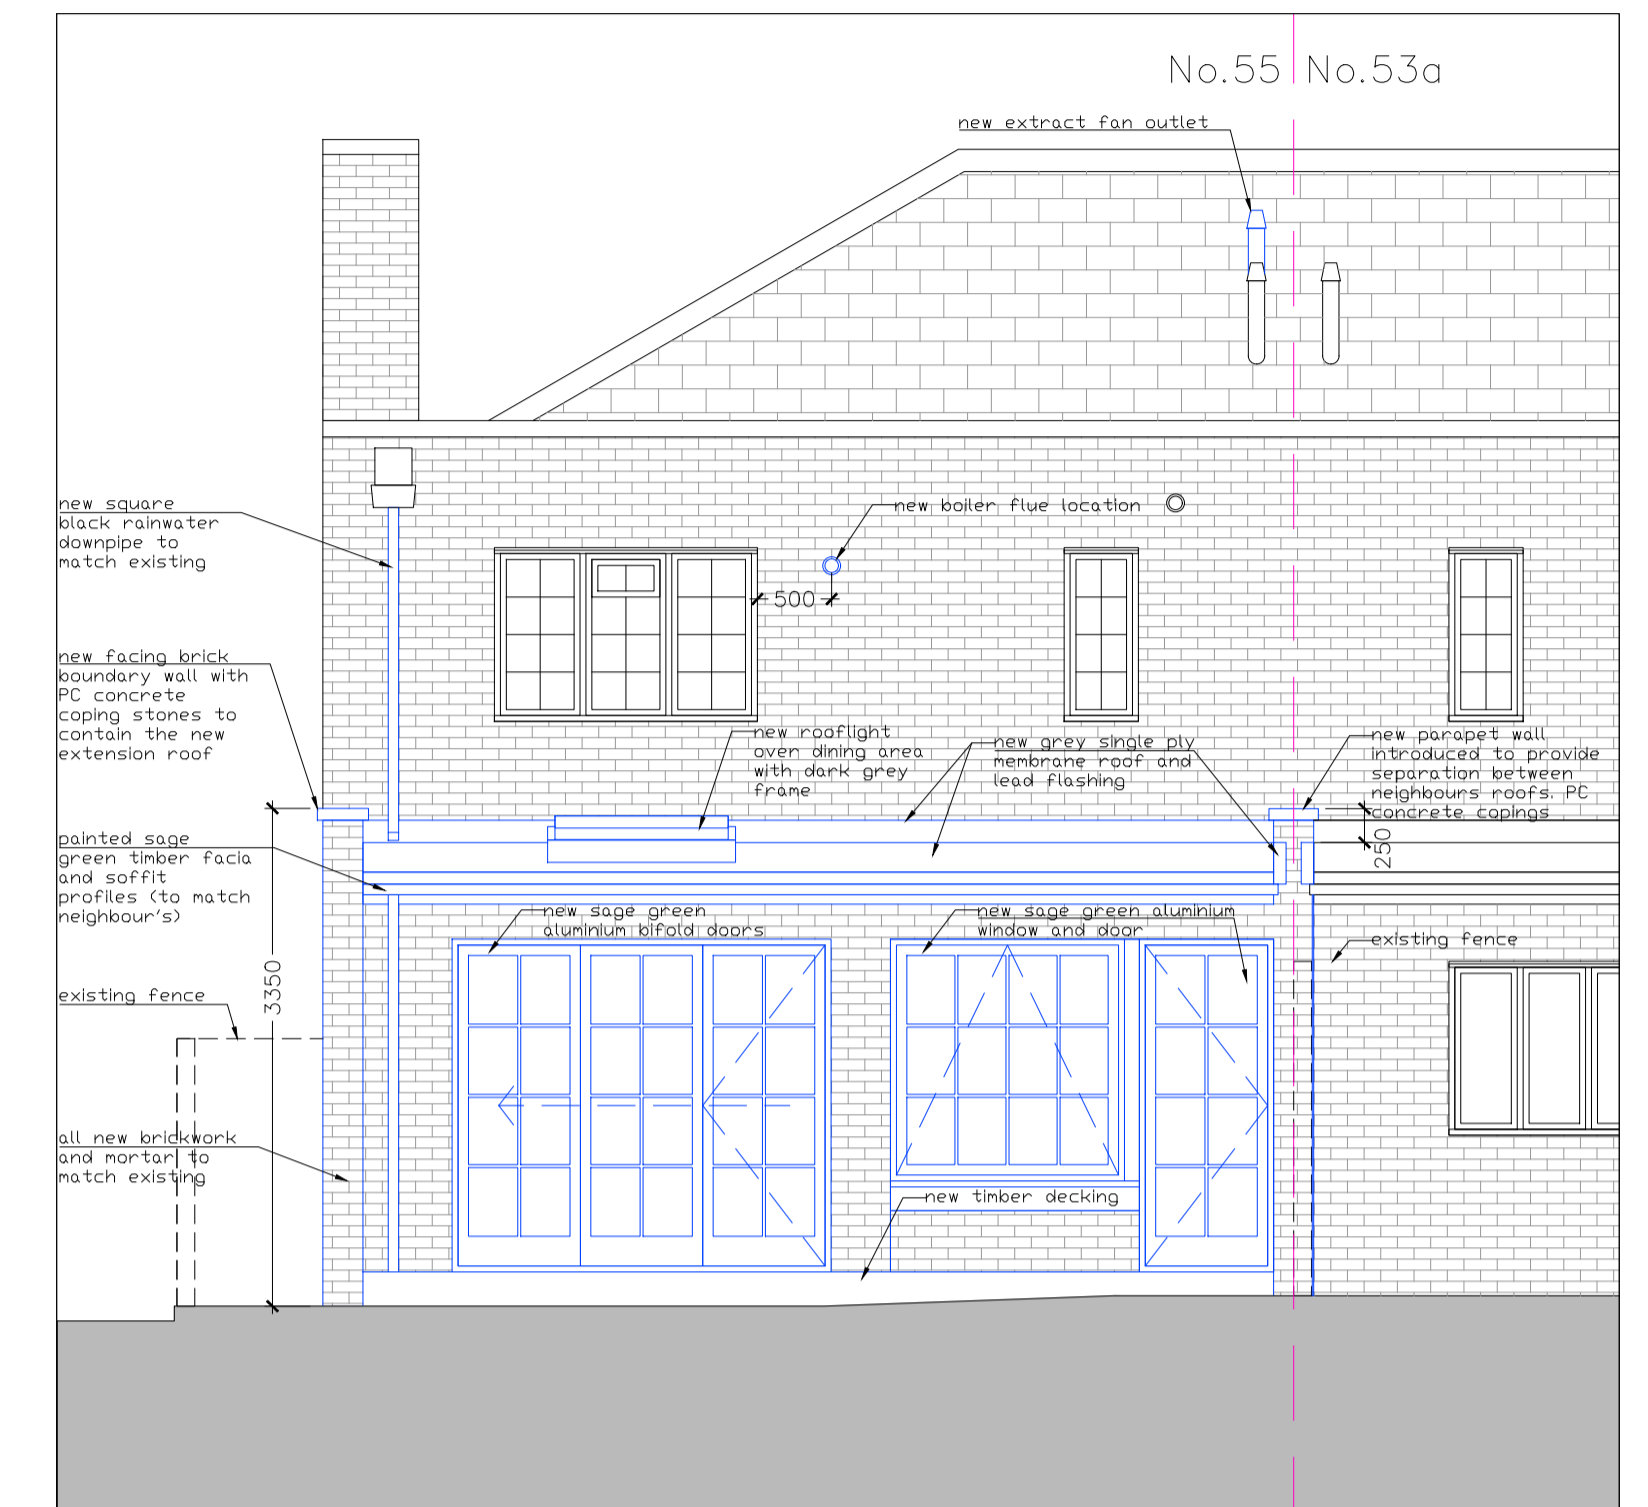 No.55 No.53a
new extract fan outlet
new square
black rainwater
downpipe to
match existing
new boiler flue location
500
new facing brick
boundary wall with
PC concrete
coping stones to
contain the new
extension roof
new rooflight
over dining area
with dark grey
frame
new grey single ply
membrane roof and
lead flashing
new parapet wall
introduced to provide
separation between
neighbours roofs. PC
concrete copings
250
painted sage
green timber facia
and soffit
profiles (to match
neighbour's)
new sage green
aluminium bifold doors
new sage green aluminium
window and door
existing fence
existing fence
3350
all new brickwork
and mortar to
match existing
new timber decking